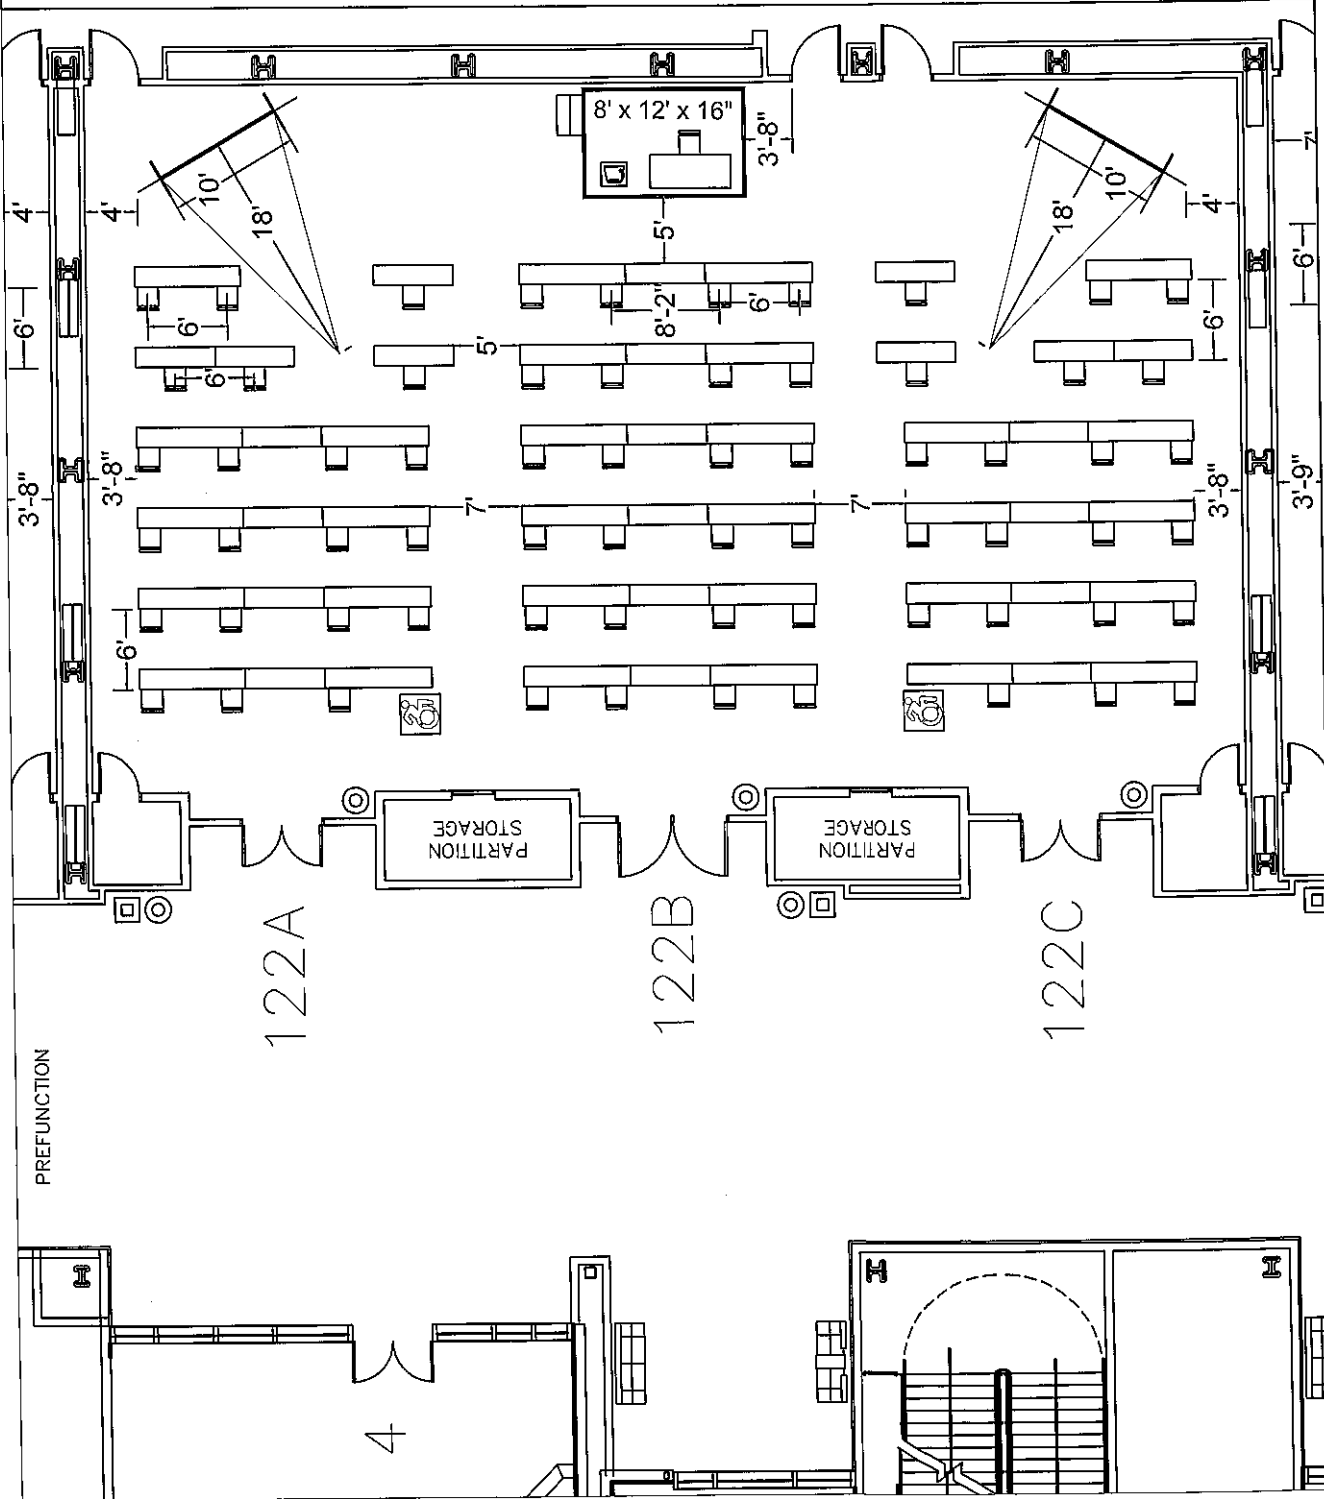 8' x 12' x 16"
3'-8"
10'
18'
10'
18'
7'
4'
4'
4'
5'
6'
6'
8'-2"
6'
6'
6'
5'
6'
3'-8"
3'-8"
7'
7'
3'-8"
3'-9"
6'
PARTITION
STORAGE
PARTITION
STORAGE
122A
122B
122C
PREFUNCTION
4